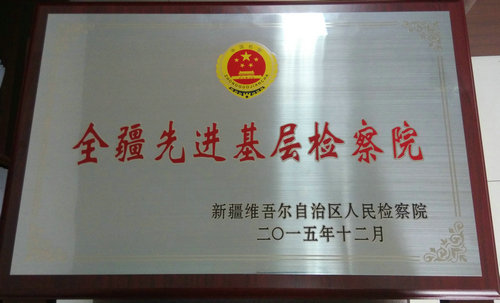 全疆先进基层检察院
新疆维吾尔自治区人民检察院
二〇一五年十二月